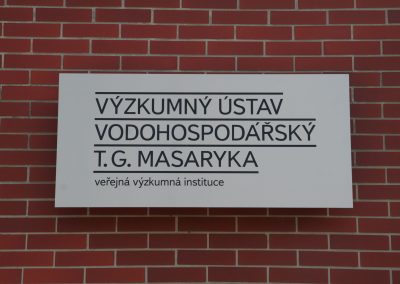 VÝZKUMNÝ ÚSTAV
VODOHOSPODÁŘSKÝ
T. G. MASARYKA
veřejná výzkumná instituce